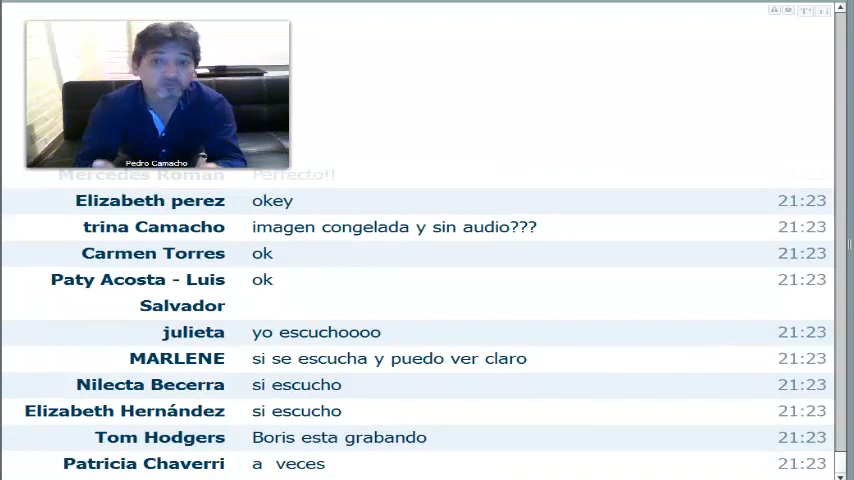 Pedro Camacho
Mercedes Roman Perfecto!! 21:23
Elizabeth perez okey 21:23
trina Camacho imagen congelada y sin audio??? 21:23
Carmen Torres ok 21:23
Paty Acosta - Luis ok 21:23
Salvador
julieta yo escuchoooo 21:23
MARLENE si se escucha y puedo ver claro 21:23
Nilecta Becerra si escucho 21:23
Elizabeth Hernández si escucho 21:23
Tom Hodgers Boris esta grabando 21:23
Patricia Chaverri a veces 21:23